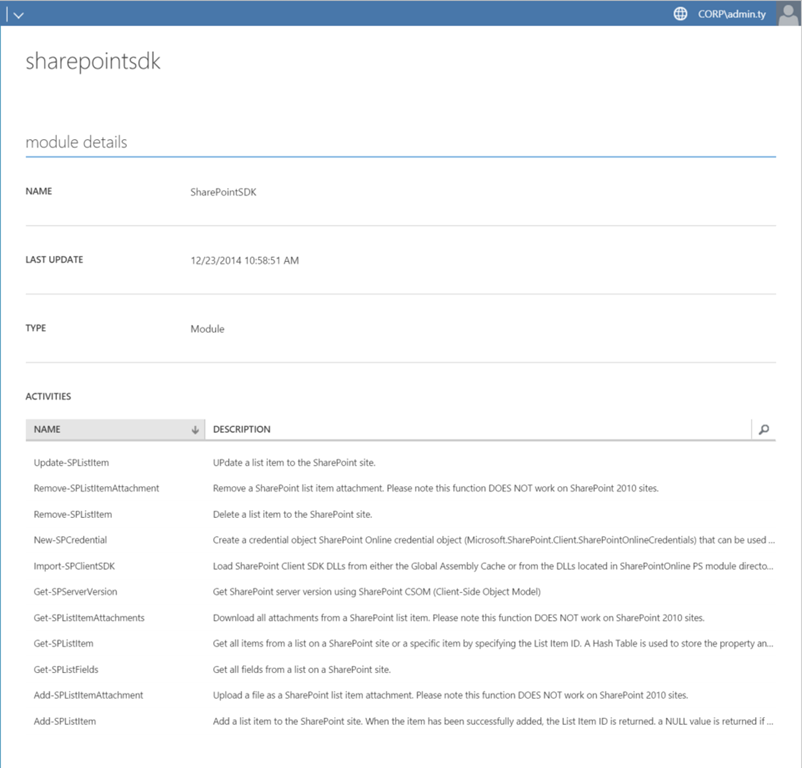 CORP\admin.ty
sharepointsdk
module details
NAME SharePointSDK
LAST UPDATE 12/23/2014 10:58:51 AM
TYPE Module
ACTIVITIES
NAME DESCRIPTION
Update-SPListItem UPdate a list item to the SharePoint site.
Remove-SPListItemAttachment Remove a SharePoint list item attachment. Please note this function DOES NOT work on SharePoint 2010 sites.
Remove-SPListItem Delete a list item to the SharePoint site.
New-SPCredential Create a credential object SharePoint Online credential object (Microsoft.SharePoint.Client.SharePointOnlineCredentials) that can be used ...
Import-SPClientSDK Load SharePoint Client SDK DLLs from either the Global Assembly Cache or from the DLLs located in SharePointOnline PS module directo...
Get-SPServerVersion Get SharePoint server version using SharePoint CSOM (Client-Side Object Model)
Get-SPListItemAttachments Download all attachments from a SharePoint list item. Please note this function DOES NOT work on SharePoint 2010 sites.
Get-SPListItem Get all items from a list on a SharePoint site or a specific item by specifying the List Item ID. A Hash Table is used to store the property an...
Get-SPListFields Get all fields from a list on a SharePoint site.
Add-SPListItemAttachment Upload a file as a SharePoint list item attachment. Please note this function DOES NOT work on SharePoint 2010 sites.
Add-SPListItem Add a list item to the SharePoint site. When the item has been successfully added, the List Item ID is returned. a NULL value is returned if ...